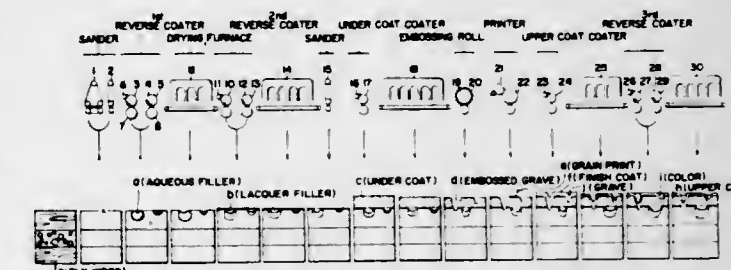 1st 2nd 3rd
REVERSE COATER REVERSE COATER UNDER COAT COATER PRINTER REVERSE COATER
SANDER DRYING FURNACE SANDER EMBOSSING ROLL UPPER COAT COATER
1 2 3 4 5 6 7 8 10 11 12 13 14 15 16 17 18 19 20 21 22 23 24 25 26 27 28 29 30
a(AQUEOUS FILLER)
b(LACQUER FILLER)
c(UNDER COAT)
d(EMBOSSED GRAVE)
e(GRAIN PRINT)
f(FINISH COAT)
(GRAVE)
i(COLOR)
h(UPPER C